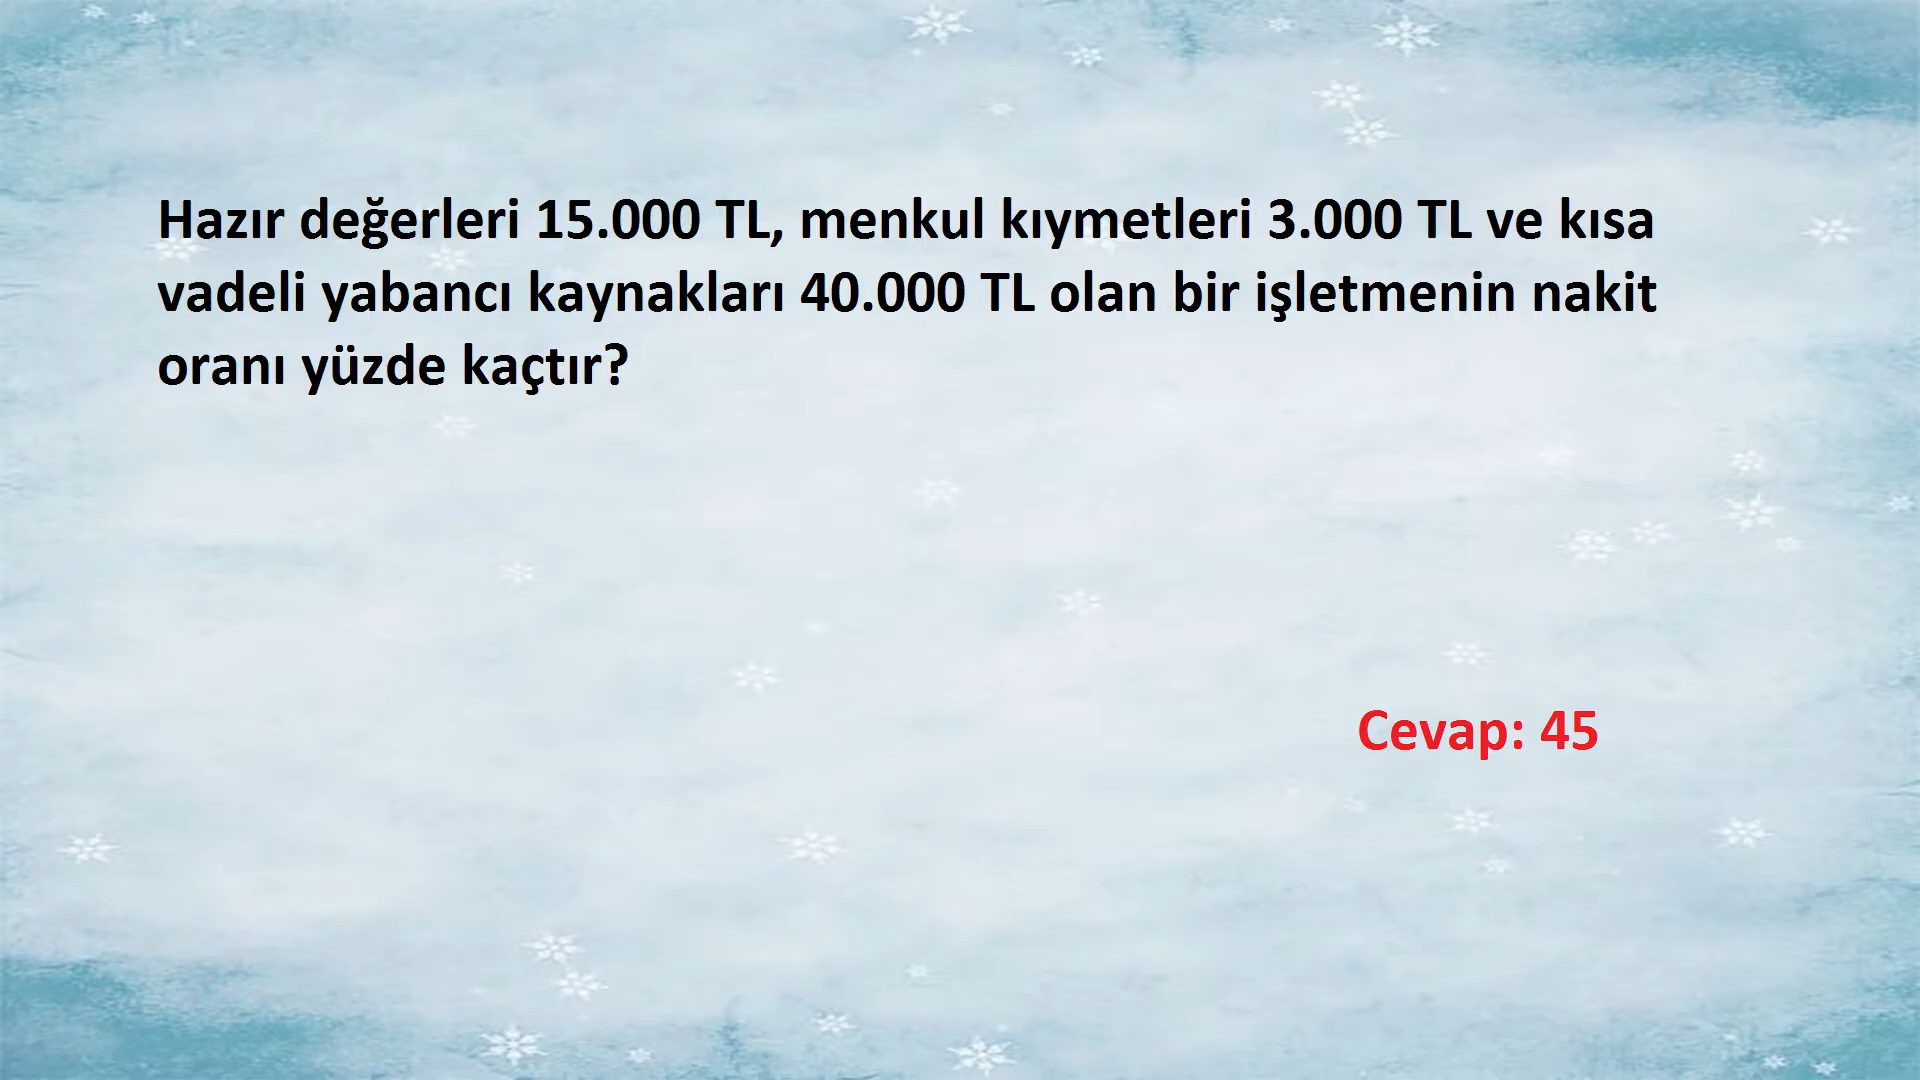 Hazır değerleri 15.000 TL, menkul kıymetleri 3.000 TL ve kısa
vadeli yabancı kaynakları 40.000 TL olan bir işletmenin nakit
oranı yüzde kaçtır?
Cevap: 45